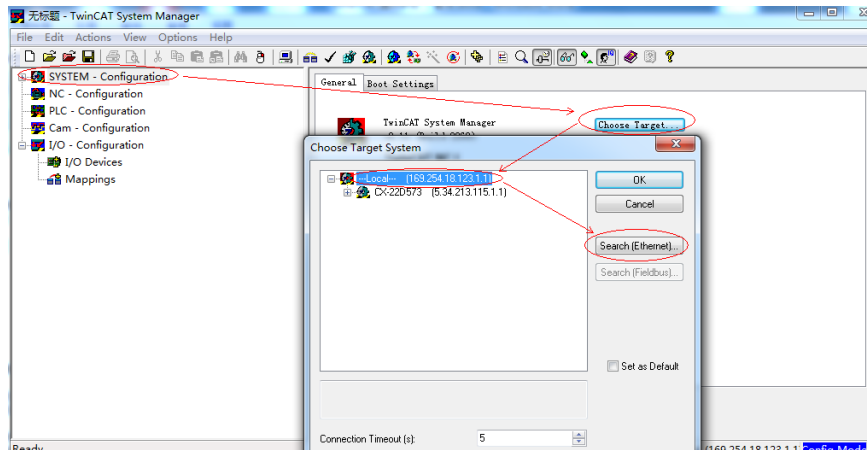 无标题 - TwinCAT System Manager
File Edit Actions View Options Help
SYSTEM - Configuration
NC - Configuration
PLC - Configuration
Cam - Configuration
I/O - Configuration
I/O Devices
Mappings
General Boot Settings
TwinCAT System Manager
Choose Target...
Choose Target System
---Local--- (169.254.18.123.1.1)
CX-22D573 (5.34.213.115.1.1)
OK
Cancel
Search (Ethernet)...
Search (Fieldbus)...
Set as Default
Connection Timeout (s): 5
Ready
(169.254.18.123.1.1) Config Mode